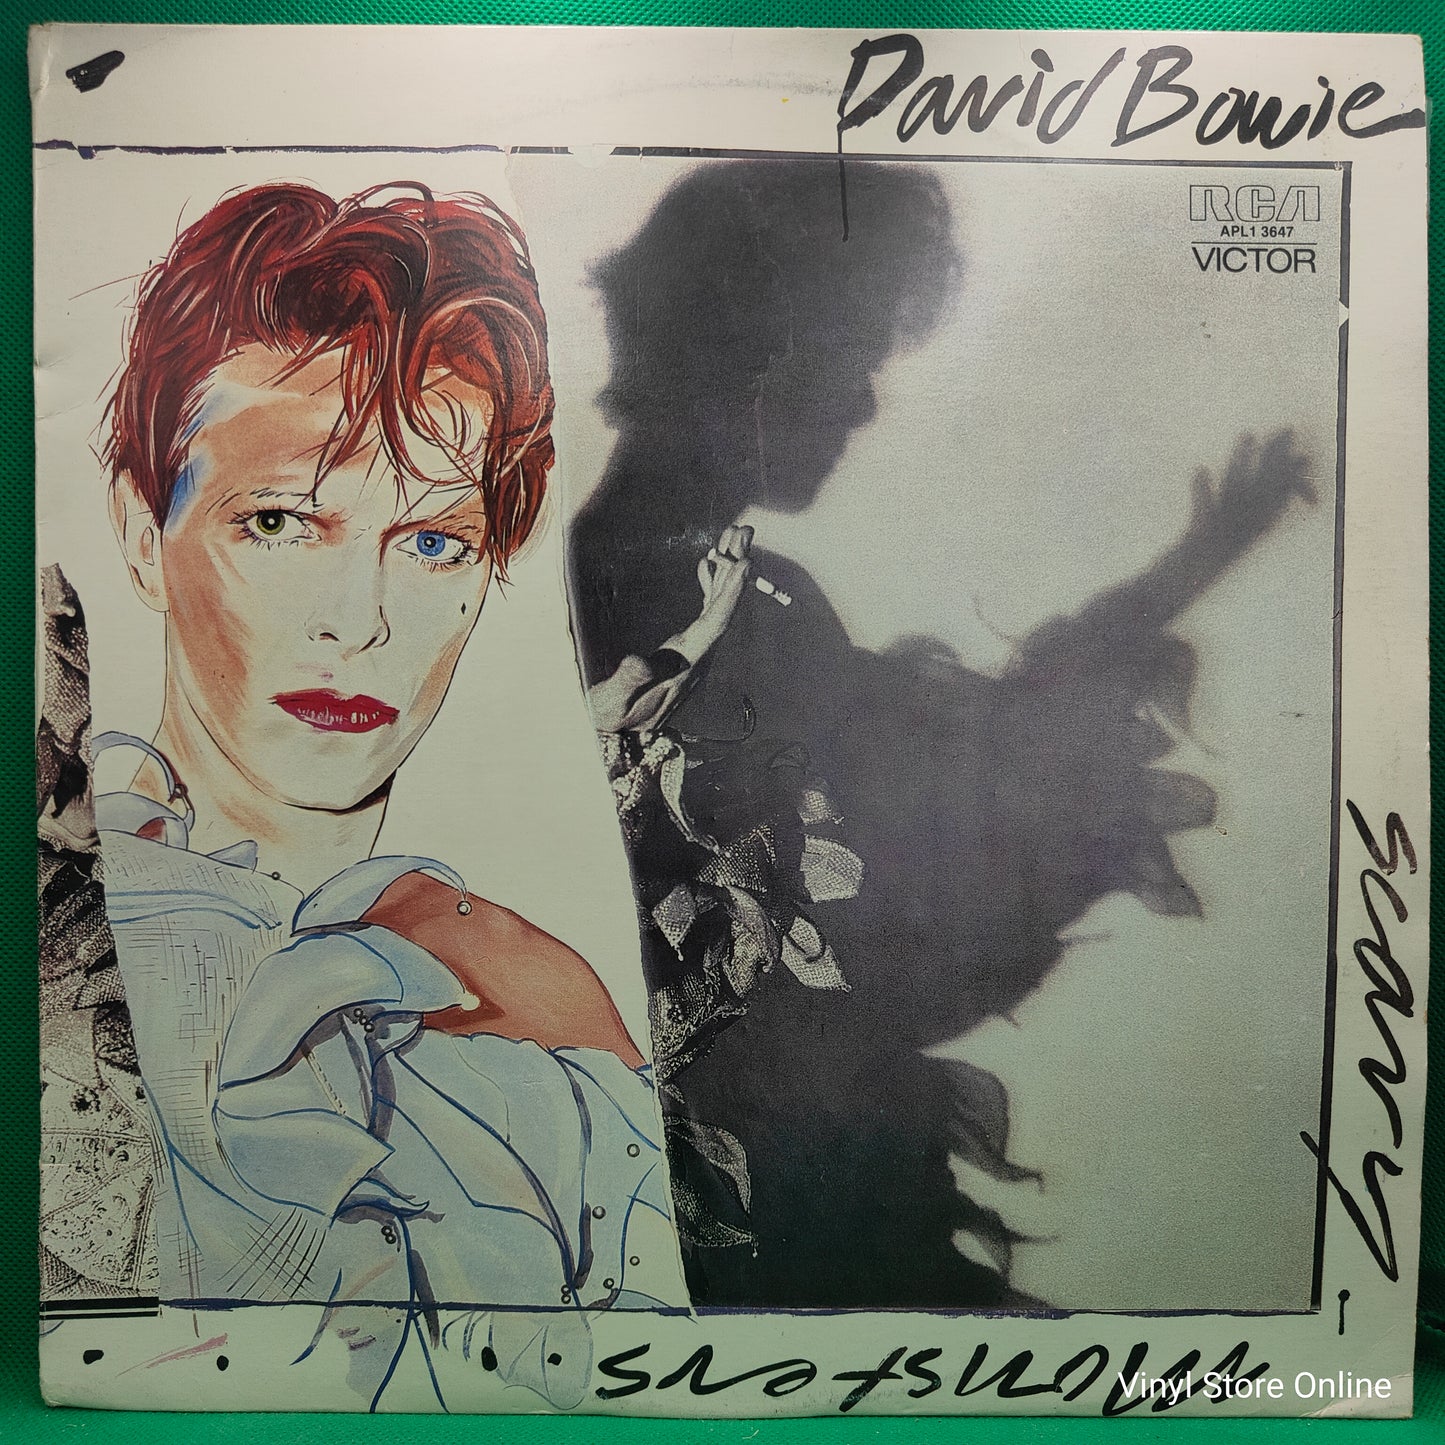 David Bowie
RCA
APL1 3647
VICTOR
scary
monsters
Vinyl Store Online